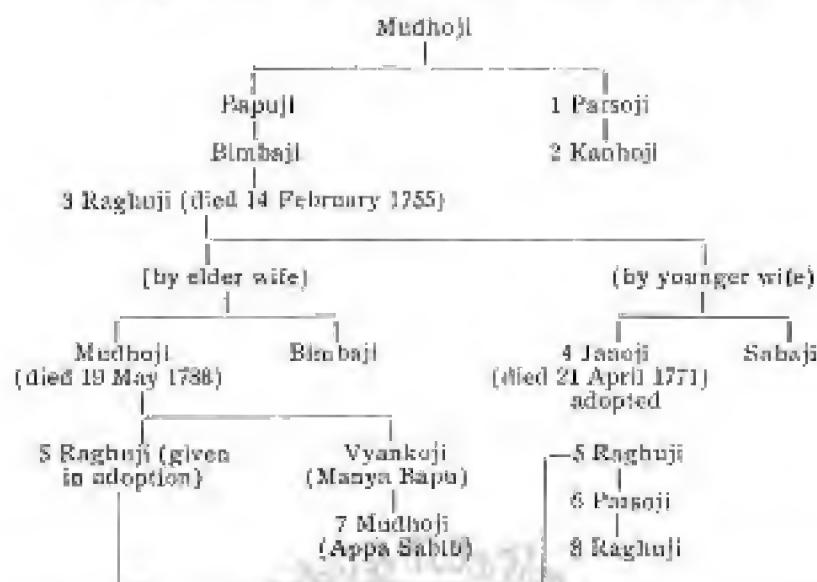 Mudhoji
Bapuji 1 Parsoji
Bimbaji 2 Kanhoji
3 Raghuji (died 14 February 1755)
(by elder wife) (by younger wife)
Mudhoji Bimbaji 4 Janoji Sabaji
(died 19 May 1788) (died 21 April 1771)
adopted
5 Raghuji (given Vyankoji 5 Raghuji
in adoption) (Manya Bapu)
6 Parsoji
7 Mudhoji
(Appa Sahib) 8 Raghuji